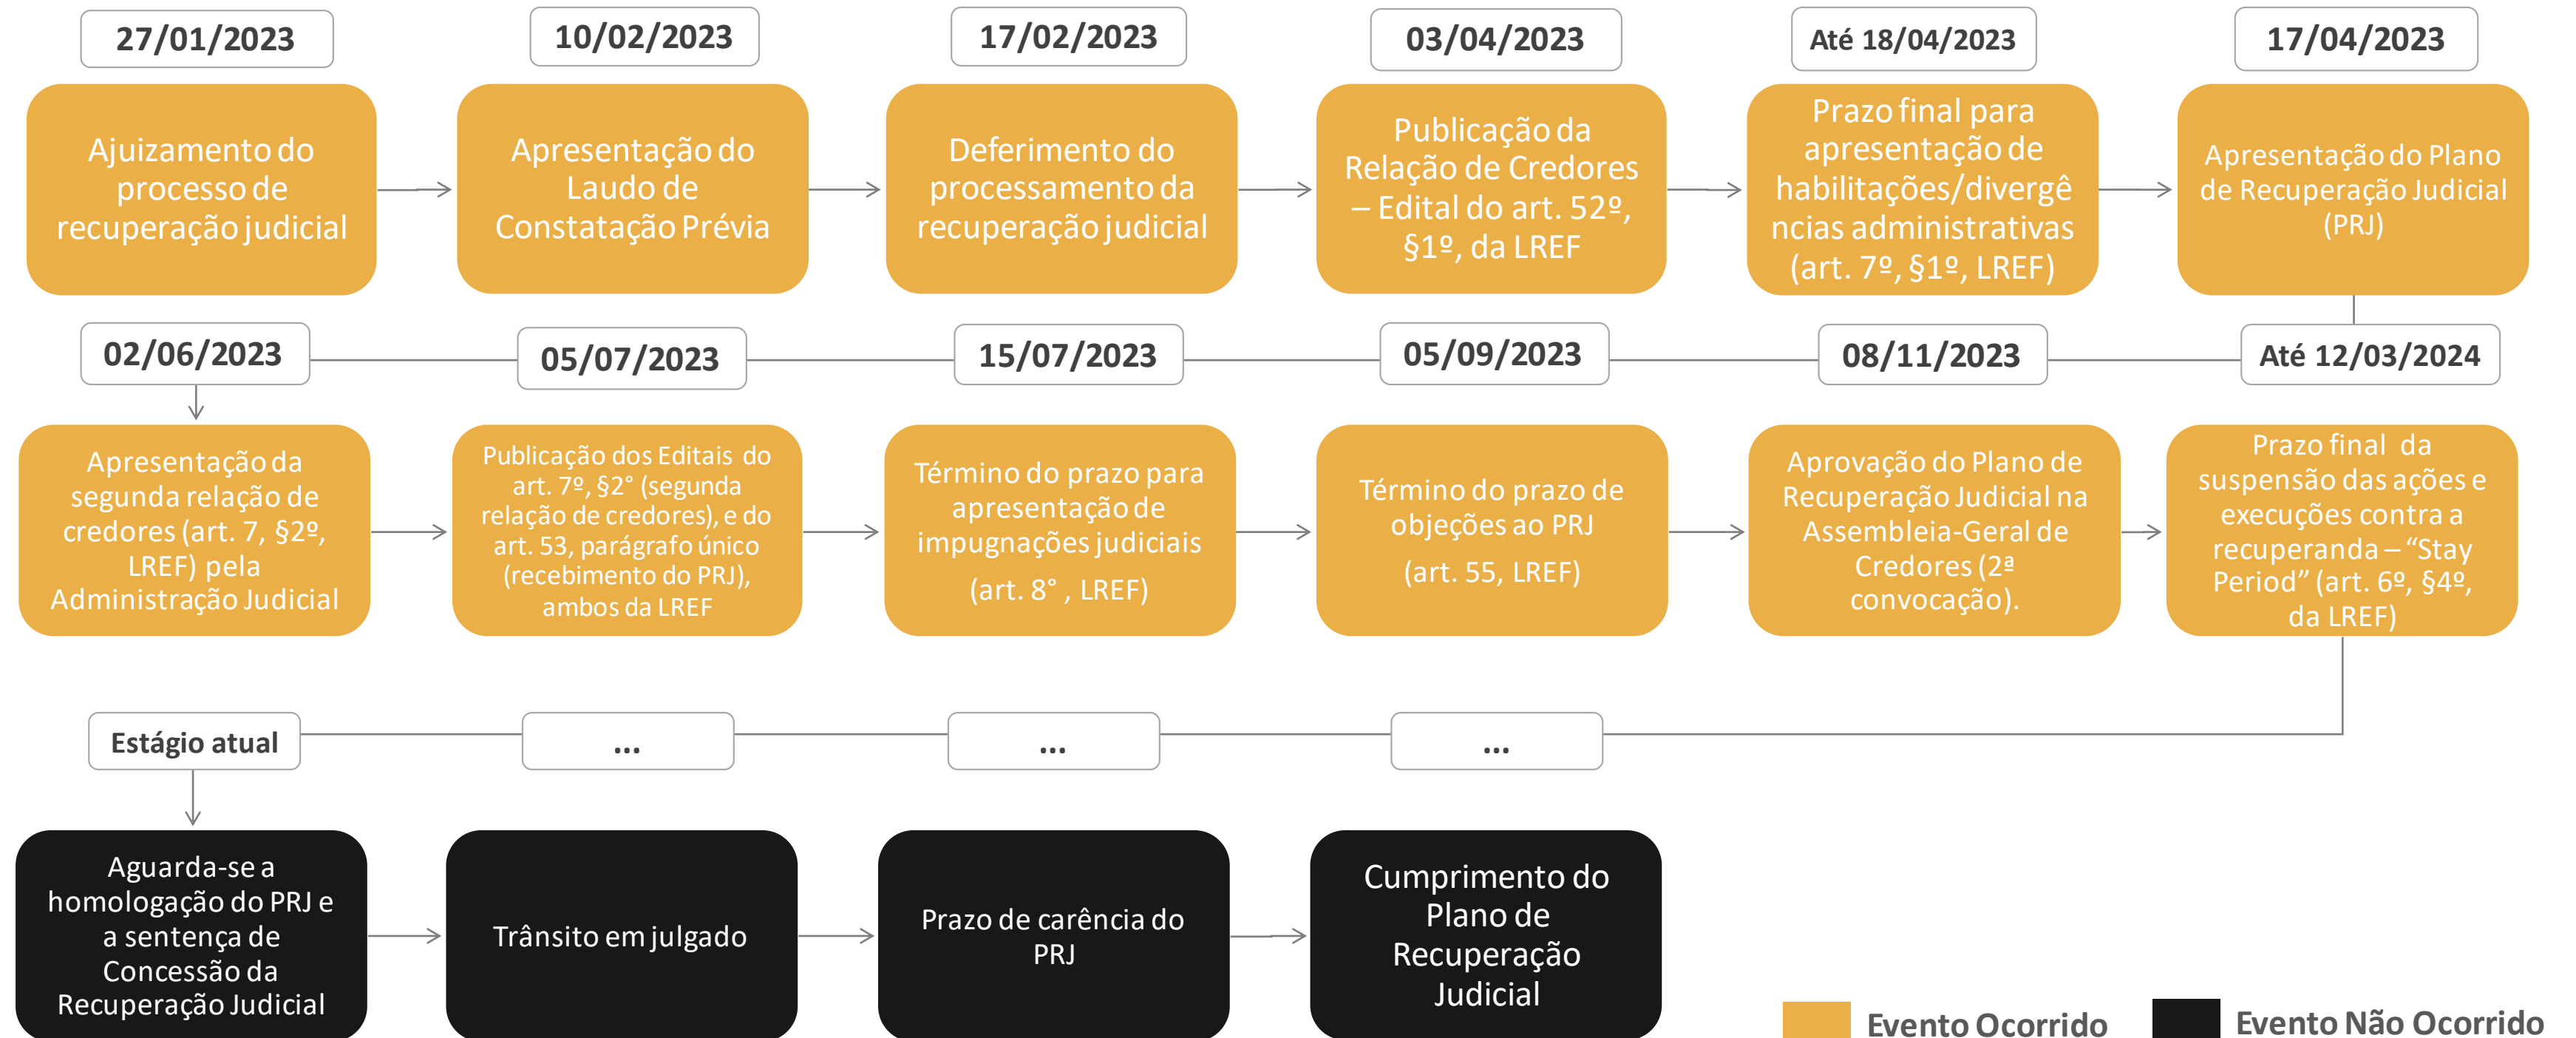 27/01/2023
Ajuizamento do
processo de
recuperação judicial
10/02/2023
Apresentação do
Laudo de
Constatação Prévia
17/02/2023
Deferimento do
processamento da
recuperação judicial
03/04/2023
Publicação da
Relação de Credores
– Edital do art. 52º,
§1º, da LREF
Até 18/04/2023
Prazo final para
apresentação de
habilitações/divergê
ncias administrativas
(art. 7º, §1º, LREF)
17/04/2023
Apresentação do Plano
de Recuperação Judicial
(PRJ)
02/06/2023
Apresentação da
segunda relação de
credores (art. 7, §2º,
LREF) pela
Administração Judicial
05/07/2023
Publicação dos Editais do
art. 7º, §2° (segunda
relação de credores), e do
art. 53, parágrafo único
(recebimento do PRJ),
ambos da LREF
15/07/2023
Término do prazo para
apresentação de
impugnações judiciais
(art. 8° , LREF)
05/09/2023
Término do prazo de
objeções ao PRJ
(art. 55, LREF)
08/11/2023
Aprovação do Plano de
Recuperação Judicial na
Assembleia-Geral de
Credores (2ª
convocação).
Até 12/03/2024
Prazo final da
suspensão das ações e
execuções contra a
recuperanda – “Stay
Period” (art. 6º, §4º,
da LREF)
Estágio atual
Aguarda-se a
homologação do PRJ e
a sentença de
Concessão da
Recuperação Judicial
...
Trânsito em julgado
...
Prazo de carência do
PRJ
...
Cumprimento do
Plano de
Recuperação
Judicial
Evento Ocorrido
Evento Não Ocorrido